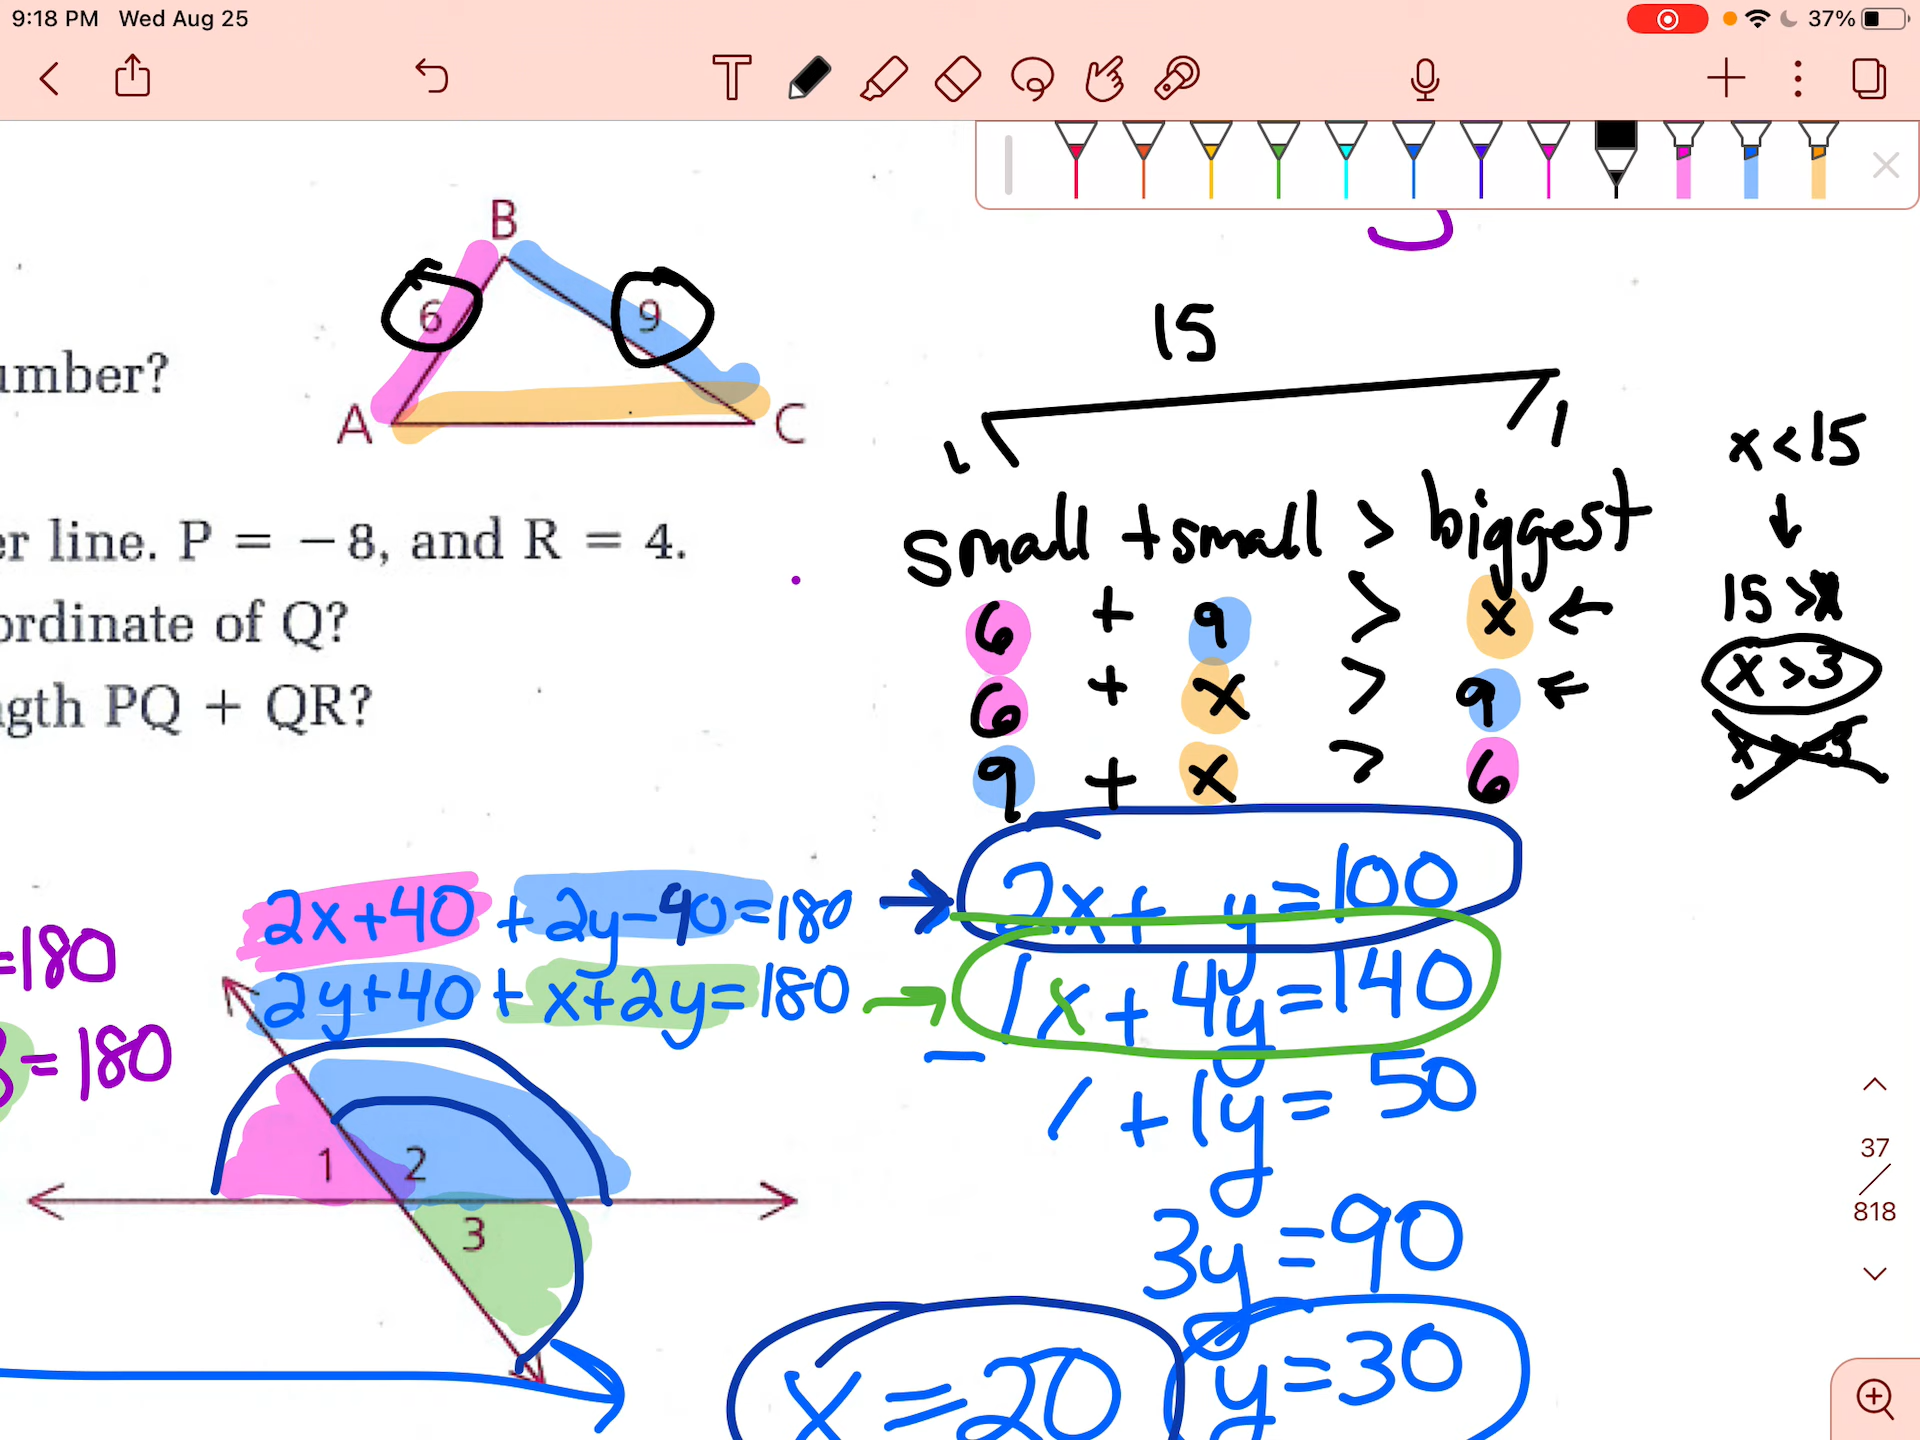 9:18 PM Wed Aug 25
37%
B
6
9
A
C
umber?
er line. P = −8, and R = 4.
ordinate of Q?
ngth PQ + QR?
15
small + small > biggest
6 + 9 > x
6 + x > 9
9 + x > 6
x < 15
15 > x
x > 3
2x+40 +2y−40=180
2y+40 + x+2y=180
=180
3 = 180
2x + y = 100
1x + 4y = 140
− / + 1y = 50
3y = 90
x = 20
y = 30
1
2
3
37
818